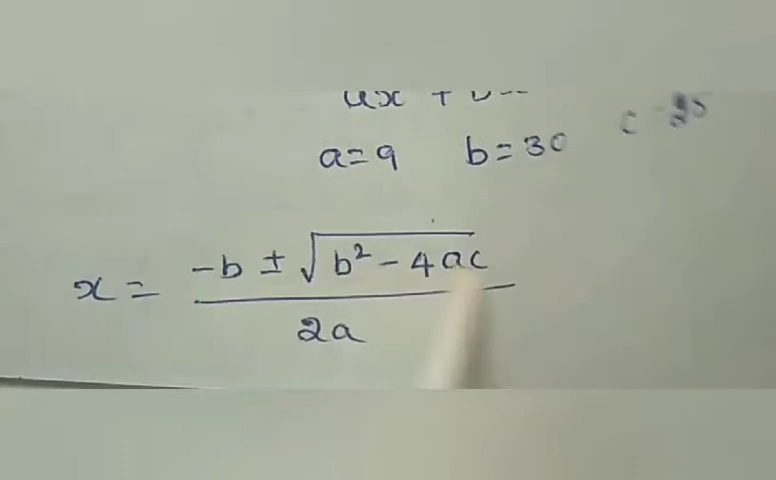 a=9 b=30
x = -b ± √b² - 4ac / 2a